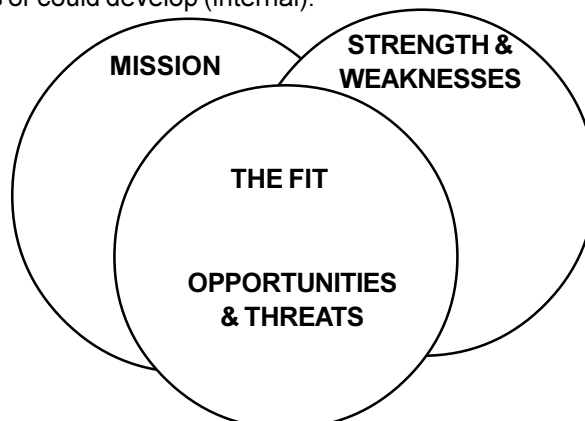 s or could develop (internal).
MISSION
STRENGTH &
WEAKNESSES
THE FIT
OPPORTUNITIES
& THREATS